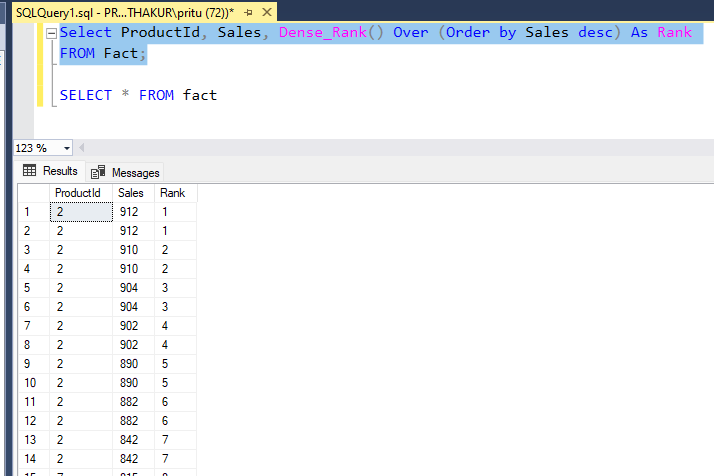 SQLQuery1.sql - PR...THAKUR\pritu (72))*
Select ProductId, Sales, Dense_Rank() Over (Order by Sales desc) As Rank
FROM Fact;
SELECT * FROM fact
123 %
Results Messages
ProductId Sales Rank
1 2 912 1
2 2 912 1
3 2 910 2
4 2 910 2
5 2 904 3
6 2 904 3
7 2 902 4
8 2 902 4
9 2 890 5
10 2 890 5
11 2 882 6
12 2 882 6
13 2 842 7
14 2 842 7